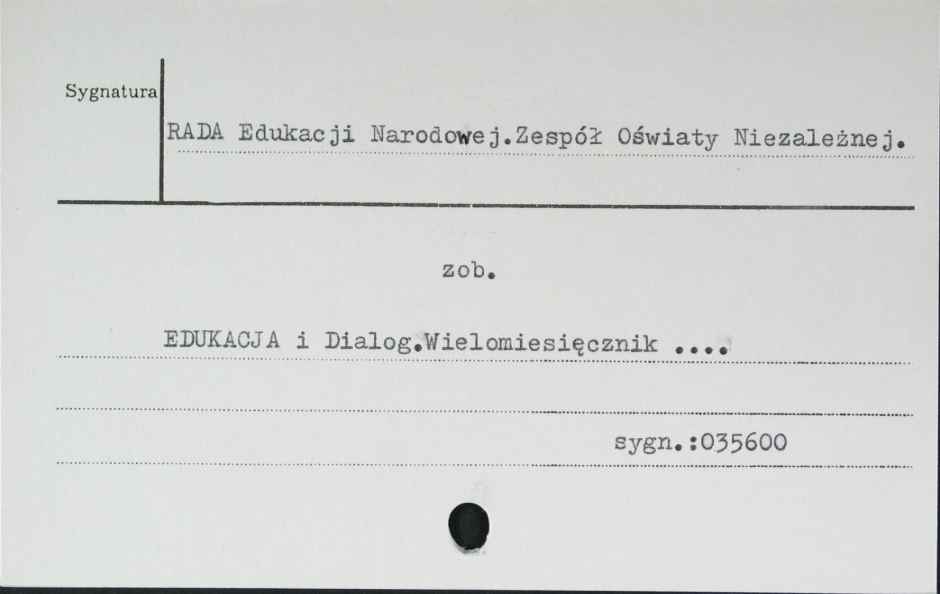 Sygnatura
RADA Edukacji Narodowej.Zespół Oświaty Niezależnej.
zob.
EDUKACJA i Dialog.Wielomiesięcznik ....
sygn.:035600